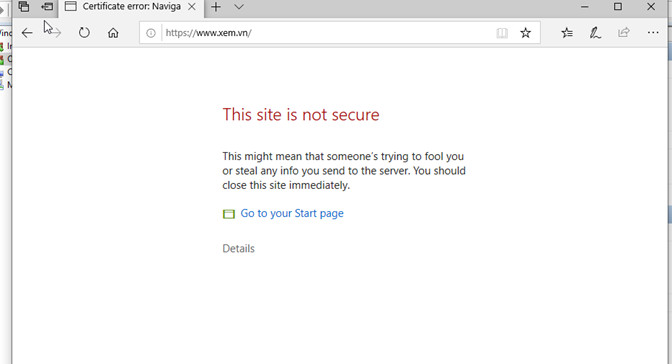 Certificate error: Naviga
https://www.xem.vn/
This site is not secure
This might mean that someone's trying to fool you
or steal any info you send to the server. You should
close this site immediately.
Go to your Start page
Details